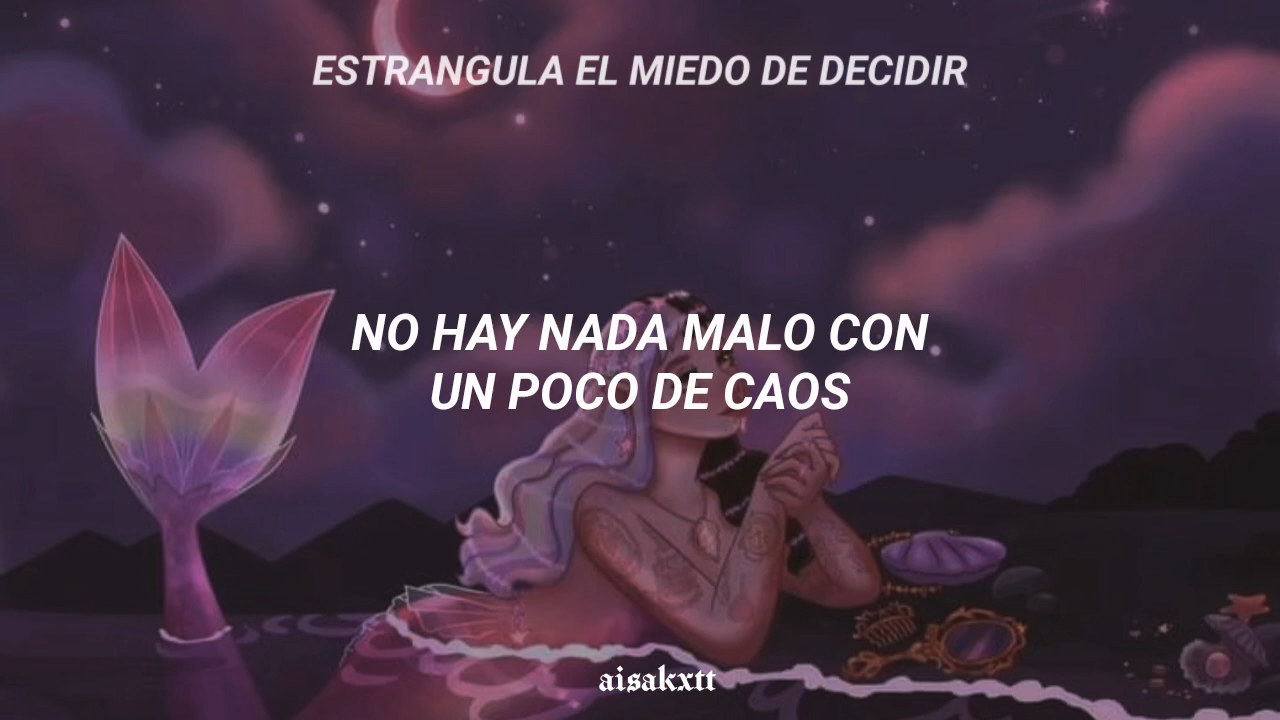 ESTRANGULA EL MIEDO DE DECIDIR
NO HAY NADA MALO CON
UN POCO DE CAOS
aisakxtt